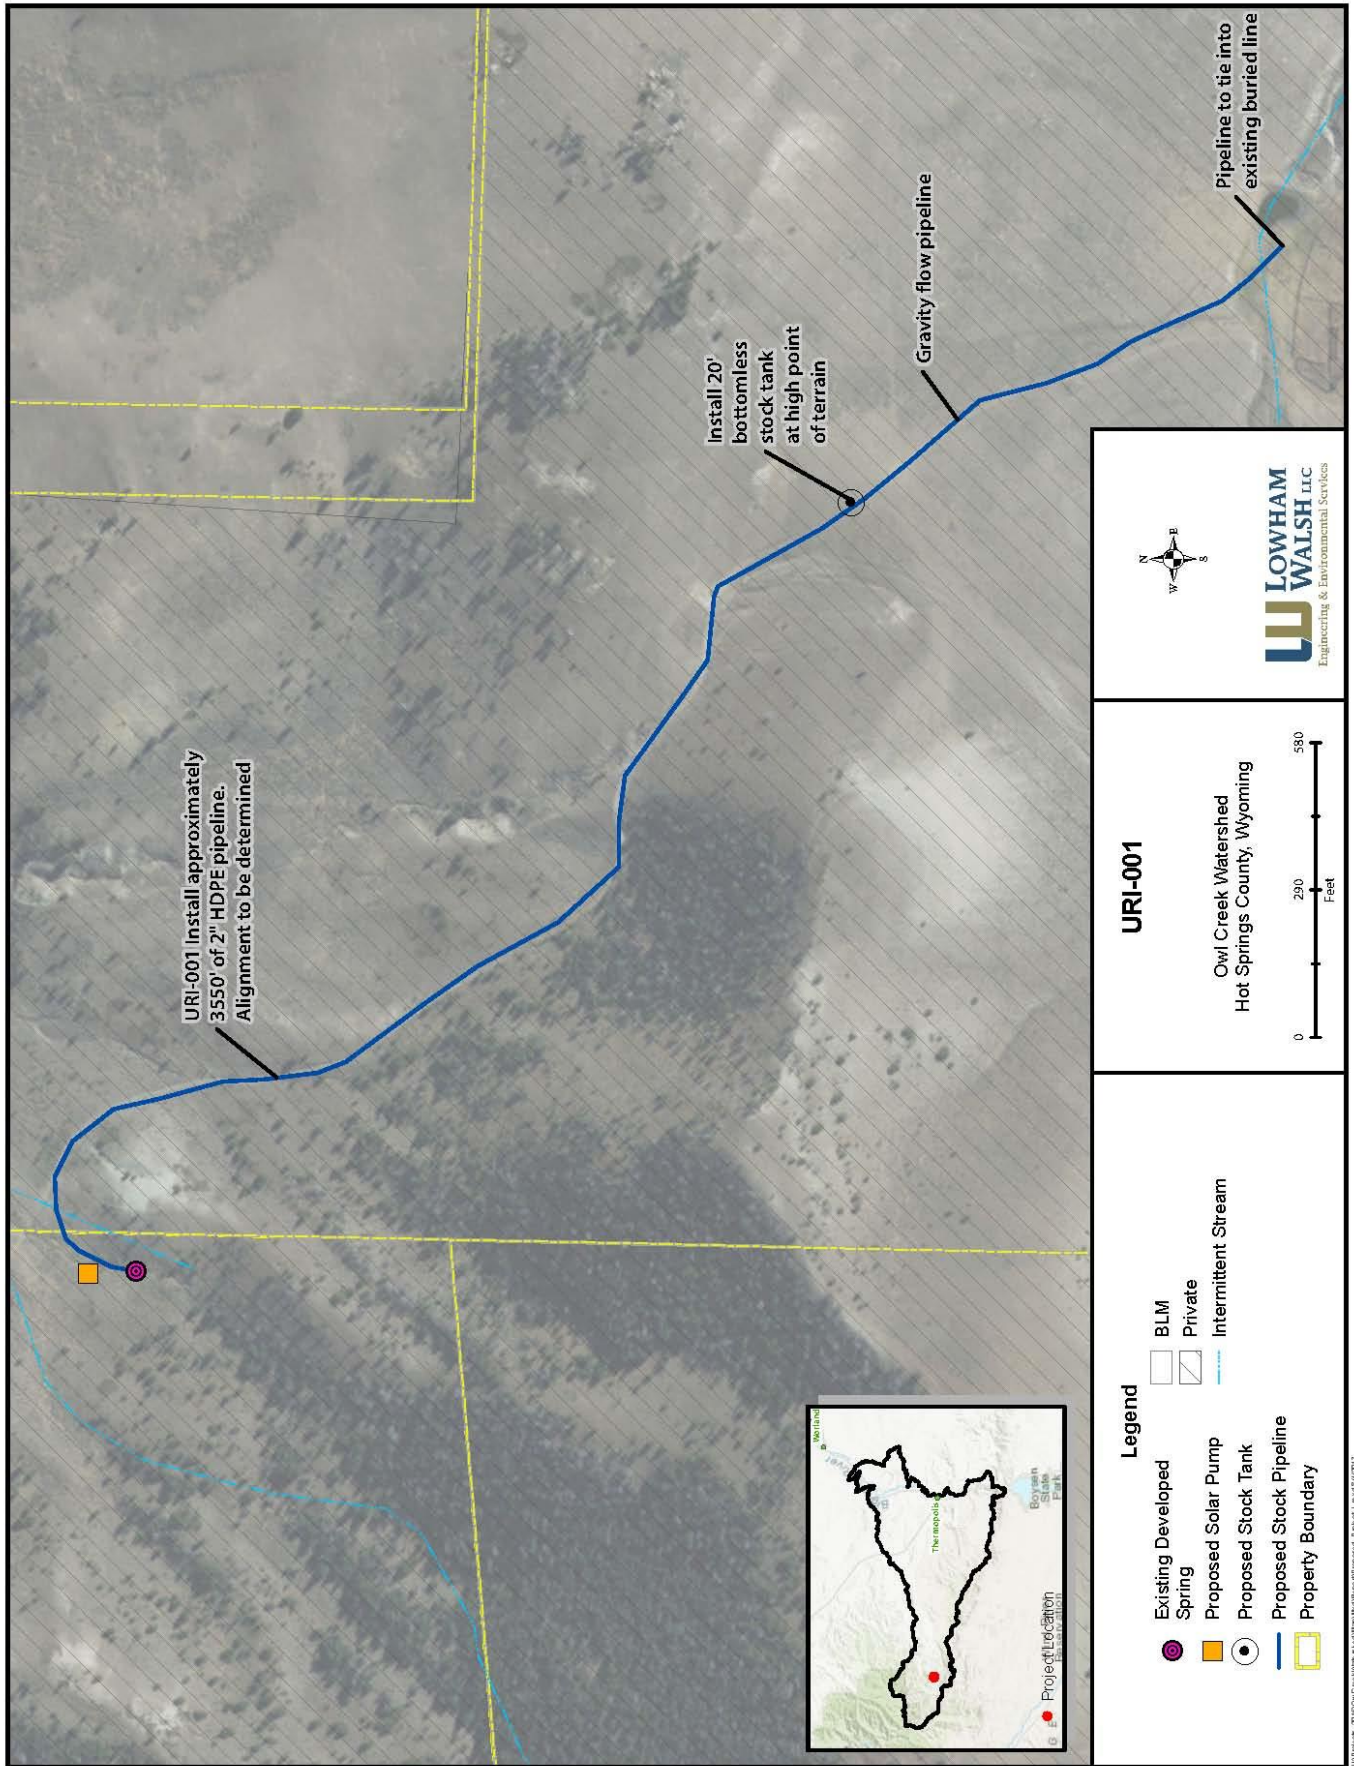 URI-001 Install approximately
3550' of 2" HDPE pipeline.
Alignment to be determined
Install 20'
bottomless
stock tank
at high point
of terrain
Gravity flow pipeline
Pipeline to tie into
existing buried line
Worland
Thermopolis
Boysen
State
Park
Project Location
Legend
Existing Developed
Spring
Proposed Solar Pump
Proposed Stock Tank
Proposed Stock Pipeline
Property Boundary
BLM
Private
Intermittent Stream
URI-001
Owl Creek Watershed
Hot Springs County, Wyoming
0 290 580
Feet
N
W E
S
LOWHAM
WALSH LLC
Engineering & Environmental Services